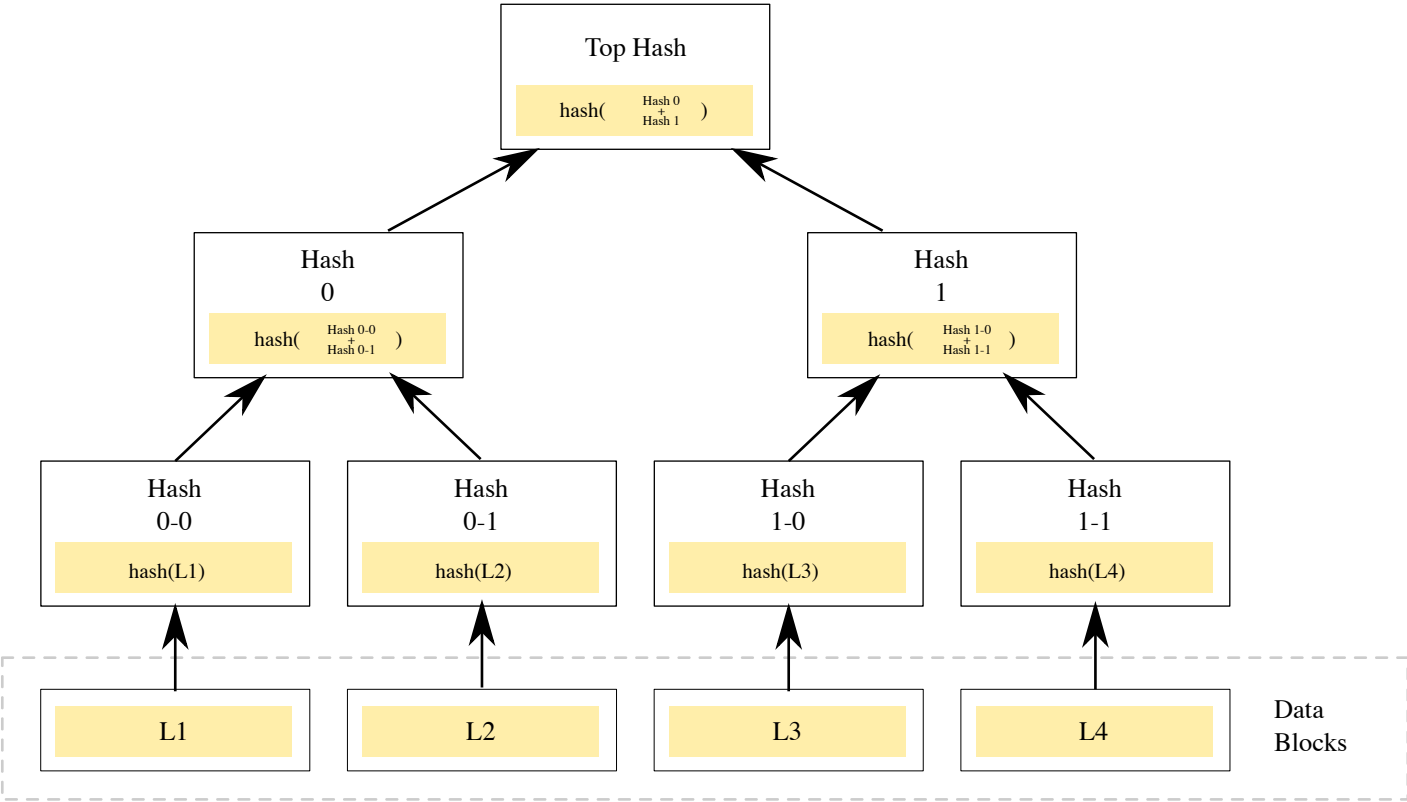 Top Hash
hash( Hash 0 + Hash 1 )
Hash
0
hash( Hash 0-0 + Hash 0-1 )
Hash
1
hash( Hash 1-0 + Hash 1-1 )
Hash
0-0
hash(L1)
Hash
0-1
hash(L2)
Hash
1-0
hash(L3)
Hash
1-1
hash(L4)
L1
L2
L3
L4
Data
Blocks